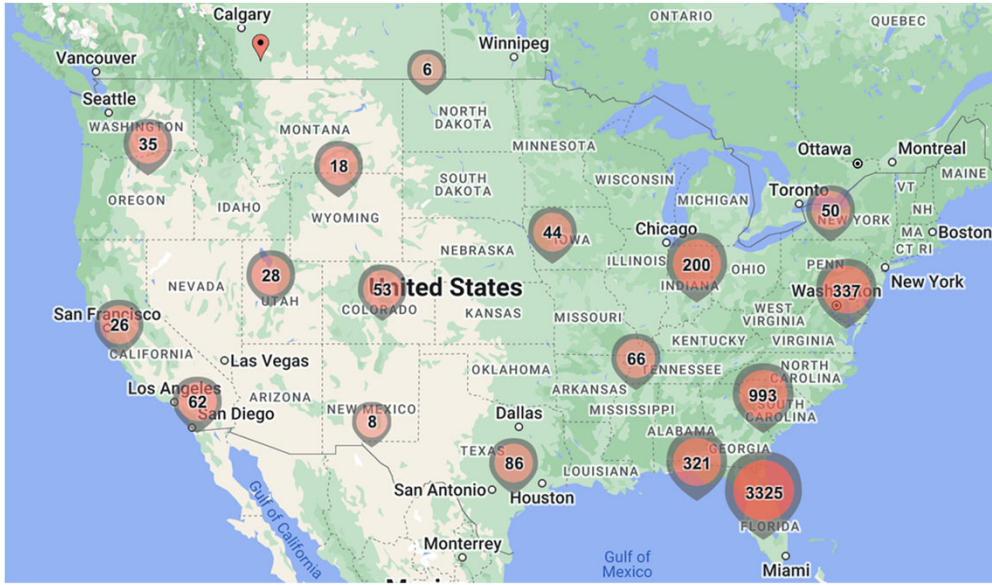 Calgary
ONTARIO
QUEBEC
Winnipeg
Vancouver
6
Seattle
NORTH
DAKOTA
WASHINGTON
MONTANA
35
MINNESOTA
Ottawa
Montreal
18
MAINE
WISCONSIN
SOUTH
DAKOTA
VT
Toronto
MICHIGAN
OREGON
IDAHO
50
NH
WYOMING
NEW YORK
44
IOWA
Chicago
MA
Boston
CT RI
NEBRASKA
ILLINOIS
200
OHIO
PENN
28
NEVADA
UTAH
53
United States
INDIANA
Washington
337
New York
COLORADO
KANSAS
San Francisco
26
MISSOURI
WEST
VIRGINIA
KENTUCKY
VIRGINIA
CALIFORNIA
Las Vegas
66
TENNESSEE
NORTH
CAROLINA
OKLAHOMA
Los Angeles
62
ARIZONA
ARKANSAS
993
NEW MEXICO
MISSISSIPPI
SOUTH
CAROLINA
San Diego
Dallas
8
ALABAMA
TEXAS
86
321
GEORGIA
LOUISIANA
San Antonio
Houston
3325
Gulf of
California
FLORIDA
Monterrey
Gulf of
Mexico
Miami